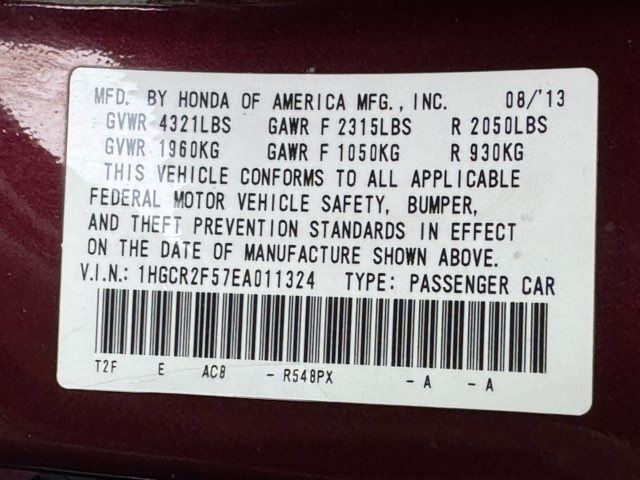 MFD. BY HONDA OF AMERICA MFG., INC. 08/'13
GVWR 4321LBS GAWR F 2315LBS R 2050LBS
GVWR 1960KG GAWR F 1050KG R 930KG
THIS VEHICLE CONFORMS TO ALL APPLICABLE
FEDERAL MOTOR VEHICLE SAFETY, BUMPER,
AND THEFT PREVENTION STANDARDS IN EFFECT
ON THE DATE OF MANUFACTURE SHOWN ABOVE.
V.I.N.: 1HGCR2F57EA011324 TYPE: PASSENGER CAR
T2F E AC8 - R548PX - A - A